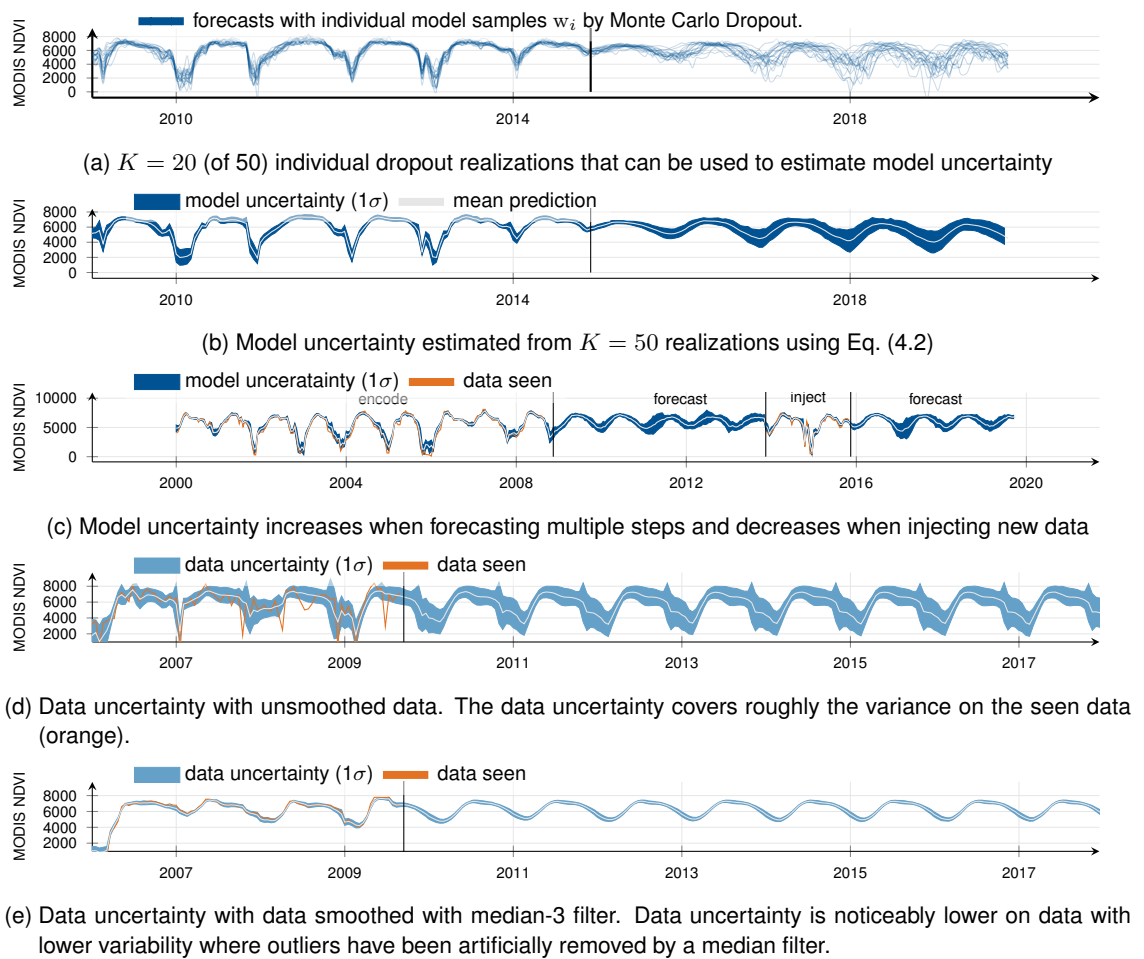 forecasts with individual model samples w_i by Monte Carlo Dropout.
MODIS NDVI
8000
6000
4000
2000
0
2010 2014 2018
(a) K = 20 (of 50) individual dropout realizations that can be used to estimate model uncertainty
model uncertainty (1σ) mean prediction
MODIS NDVI
8000
6000
4000
2000
0
2010 2014 2018
(b) Model uncertainty estimated from K = 50 realizations using Eq. (4.2)
model unceratainty (1σ) data seen
MODIS NDVI
encode forecast inject forecast
10000
5000
0
2000 2004 2008 2012 2016 2020
(c) Model uncertainty increases when forecasting multiple steps and decreases when injecting new data
data uncertainty (1σ) data seen
MODIS NDVI
8000
6000
4000
2000
2007 2009 2011 2013 2015 2017
(d) Data uncertainty with unsmoothed data. The data uncertainty covers roughly the variance on the seen data
(orange).
data uncertainty (1σ) data seen
MODIS NDVI
8000
6000
4000
2000
2007 2009 2011 2013 2015 2017
(e) Data uncertainty with data smoothed with median-3 filter. Data uncertainty is noticeably lower on data with
lower variability where outliers have been artificially removed by a median filter.